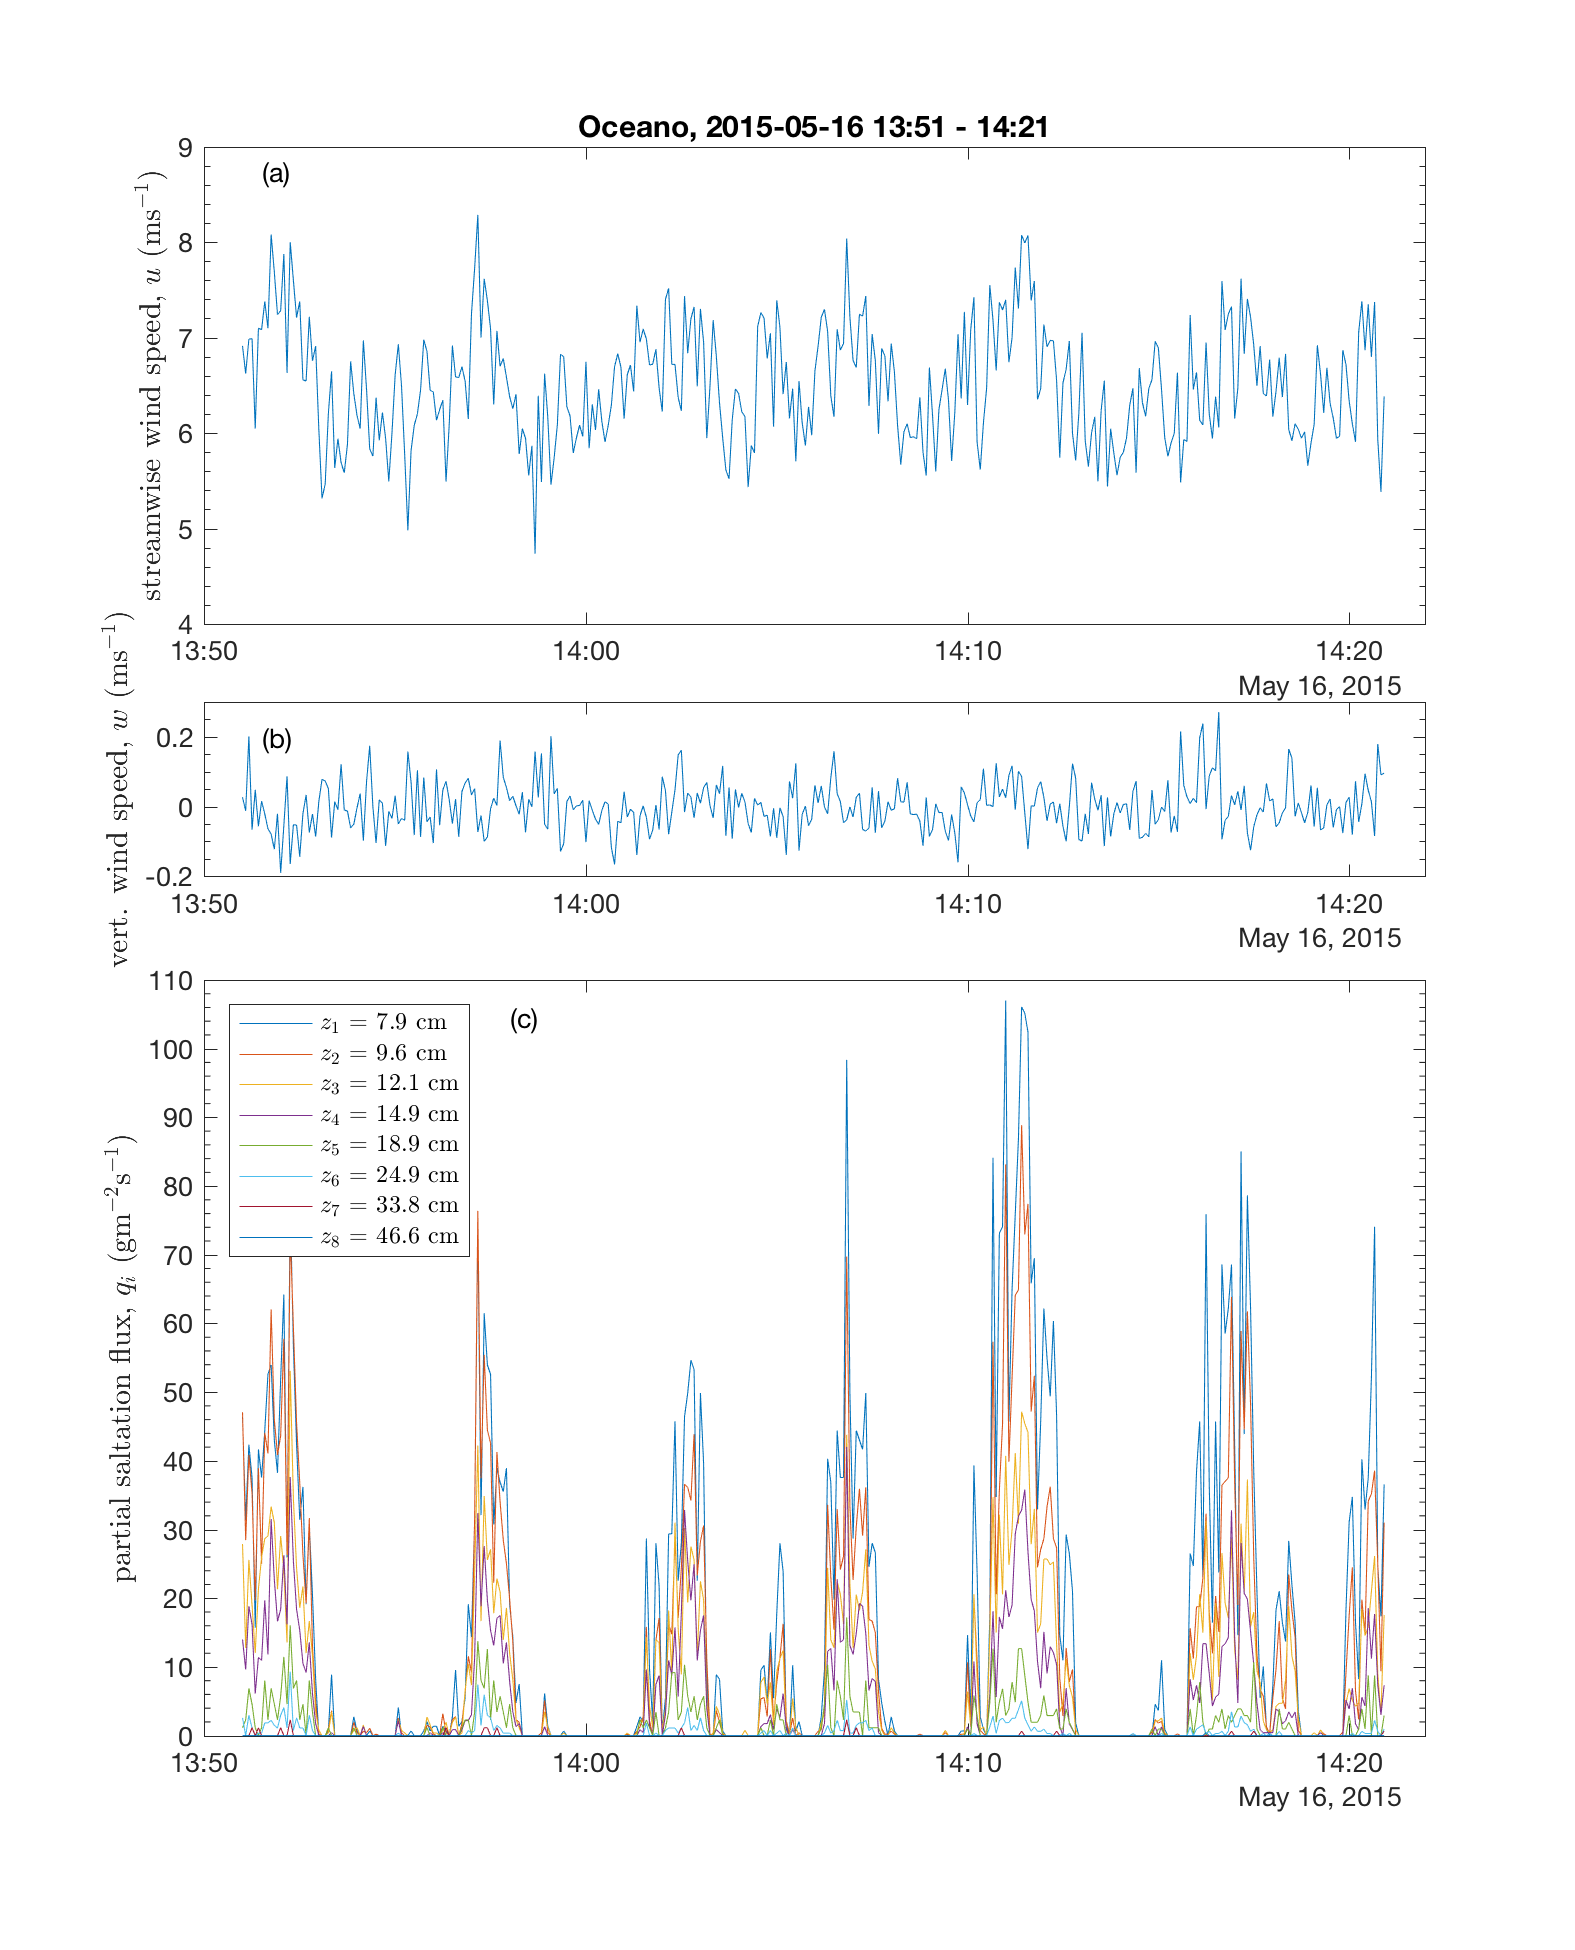 Oceano, 2015-05-16 13:51 - 14:21
(a)
streamwise wind speed, u (ms⁻¹)
9
8
7
6
5
4
13:50 14:00 14:10 14:20
May 16, 2015
(b)
vert. wind speed, w (ms⁻¹)
0.2
0
-0.2
13:50 14:00 14:10 14:20
May 16, 2015
(c)
partial saltation flux, qᵢ (gm⁻²s⁻¹)
110
100
90
80
70
60
50
40
30
20
10
0
z₁ = 7.9 cm
z₂ = 9.6 cm
z₃ = 12.1 cm
z₄ = 14.9 cm
z₅ = 18.9 cm
z₆ = 24.9 cm
z₇ = 33.8 cm
z₈ = 46.6 cm
13:50 14:00 14:10 14:20
May 16, 2015